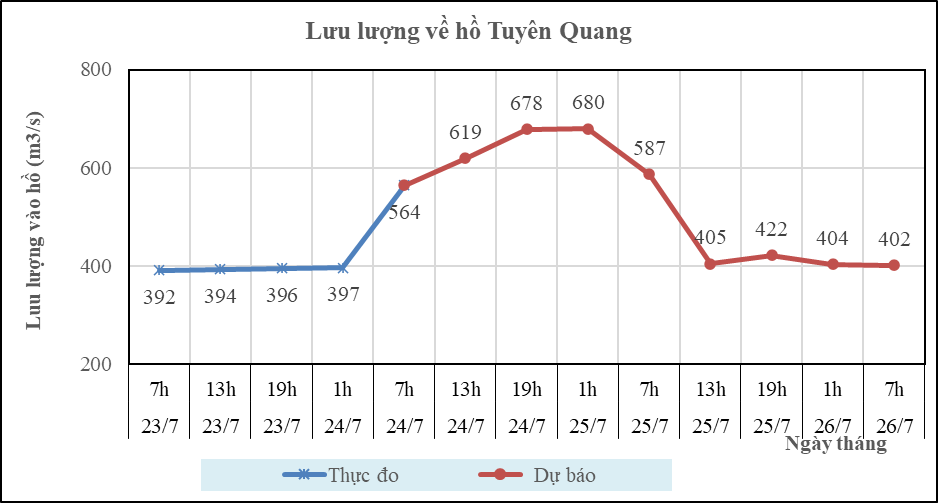 Lưu lượng về hồ Tuyên Quang
Lưu lượng vào hồ (m3/s)
800
600
400
200
392 394 396 397 564 619 678 680 587 405 422 404 402
7h 13h 19h 1h 7h 13h 19h 1h 7h 13h 19h 1h 7h
23/7 23/7 23/7 24/7 24/7 24/7 24/7 25/7 25/7 25/7 25/7 26/7 26/7
Ngày tháng
Thực đo Dự báo